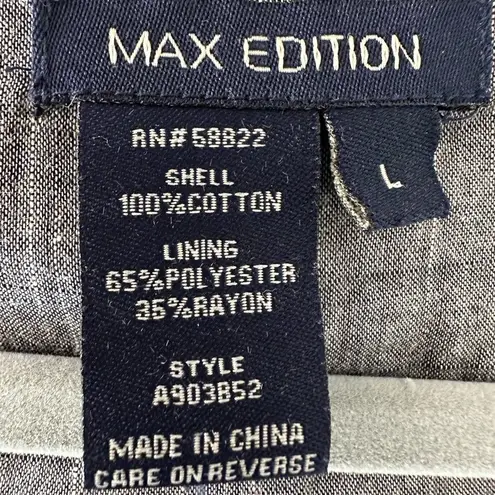 MAX EDITION
RN# 58822
L
SHELL
100%COTTON
LINING
65%POLYESTER
35%RAYON
STYLE
A903852
MADE IN CHINA
CARE ON REVERSE